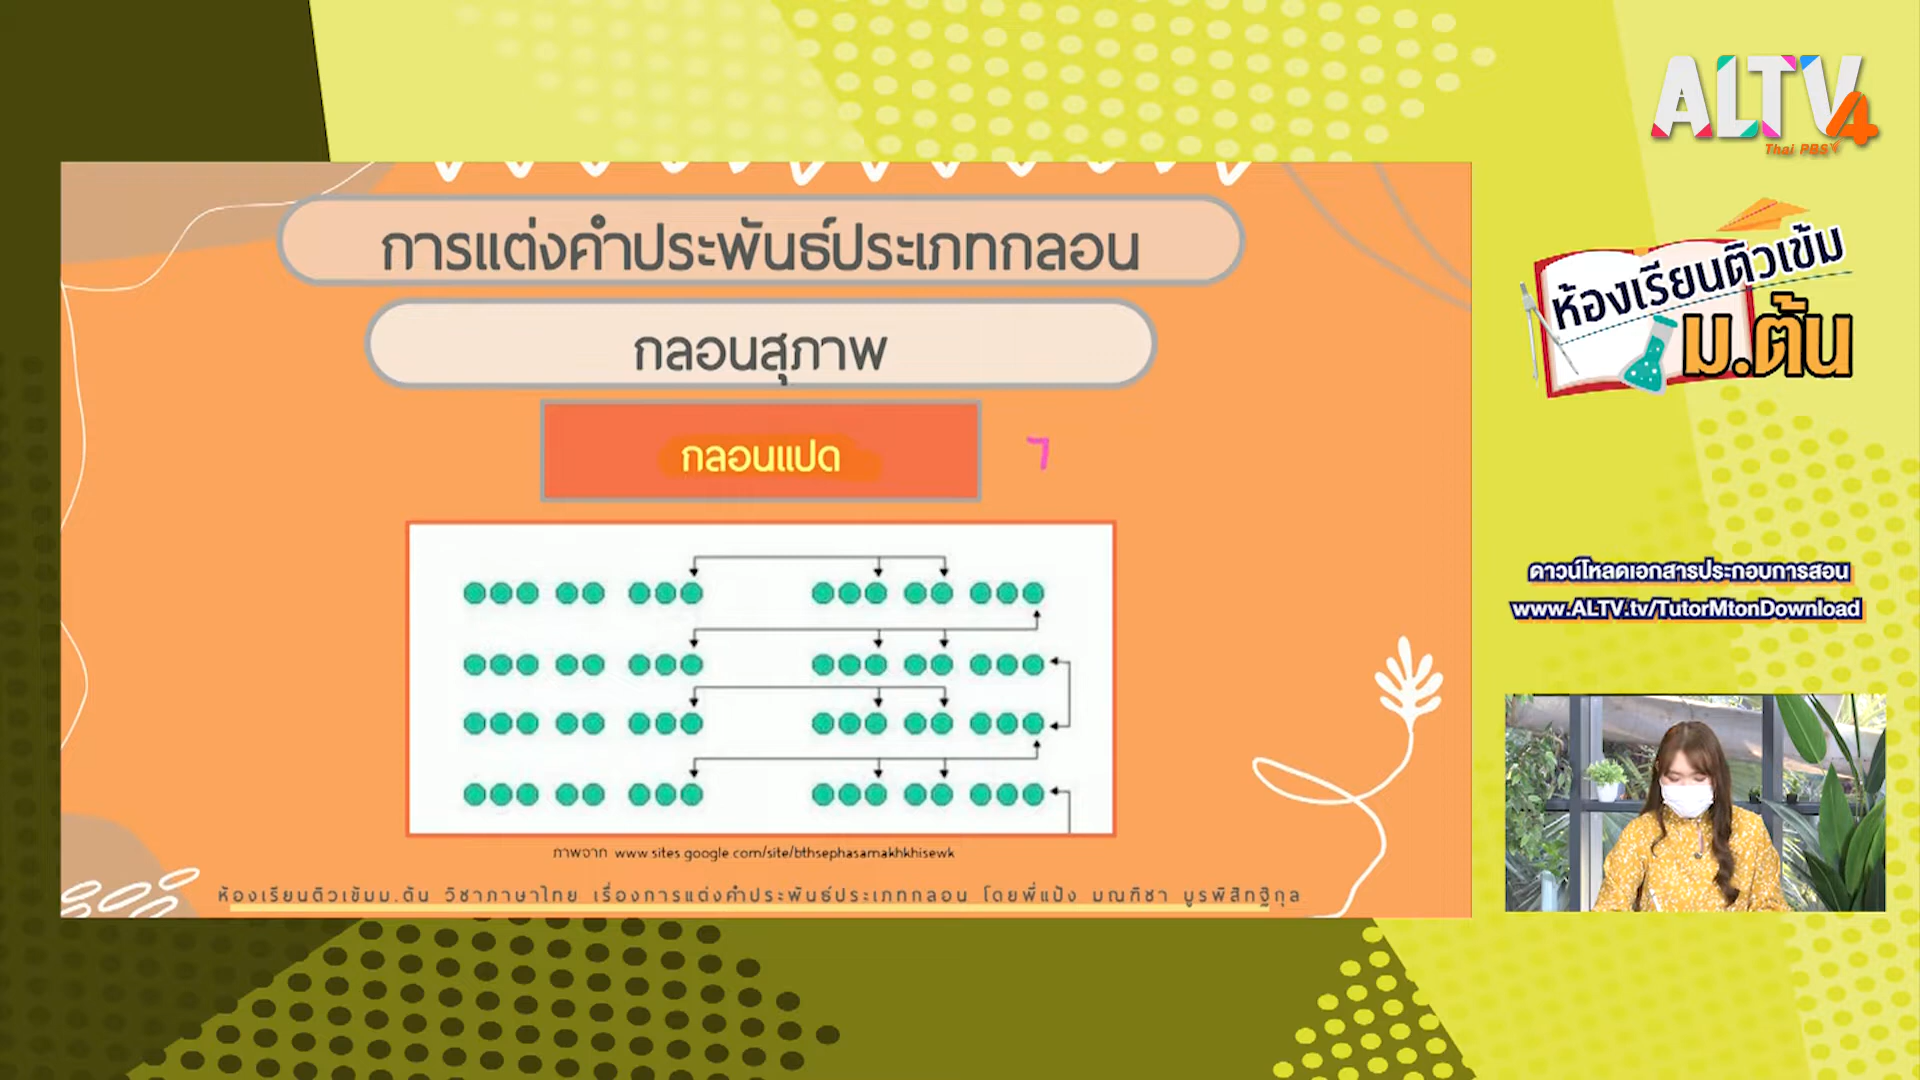 ALTV4
Thai PBS
การแต่งคำประพันธ์ประเภทกลอน
กลอนสุภาพ
กลอนแปด
7
ภาพจาก www.sites.google.com/site/bthsephasamakhkhisewk
ห้องเรียนติวเข้มม.ต้น วิชาภาษาไทย เรื่องการแต่งคำประพันธ์ประเภทกลอน โดยพี่แป้ง มณฑิชา บูรพิสิทฐิกุล
ห้องเรียนติวเข้ม
ม.ต้น
ดาวน์โหลดเอกสารประกอบการสอน
www.ALTV.tv/TutorMtonDownload